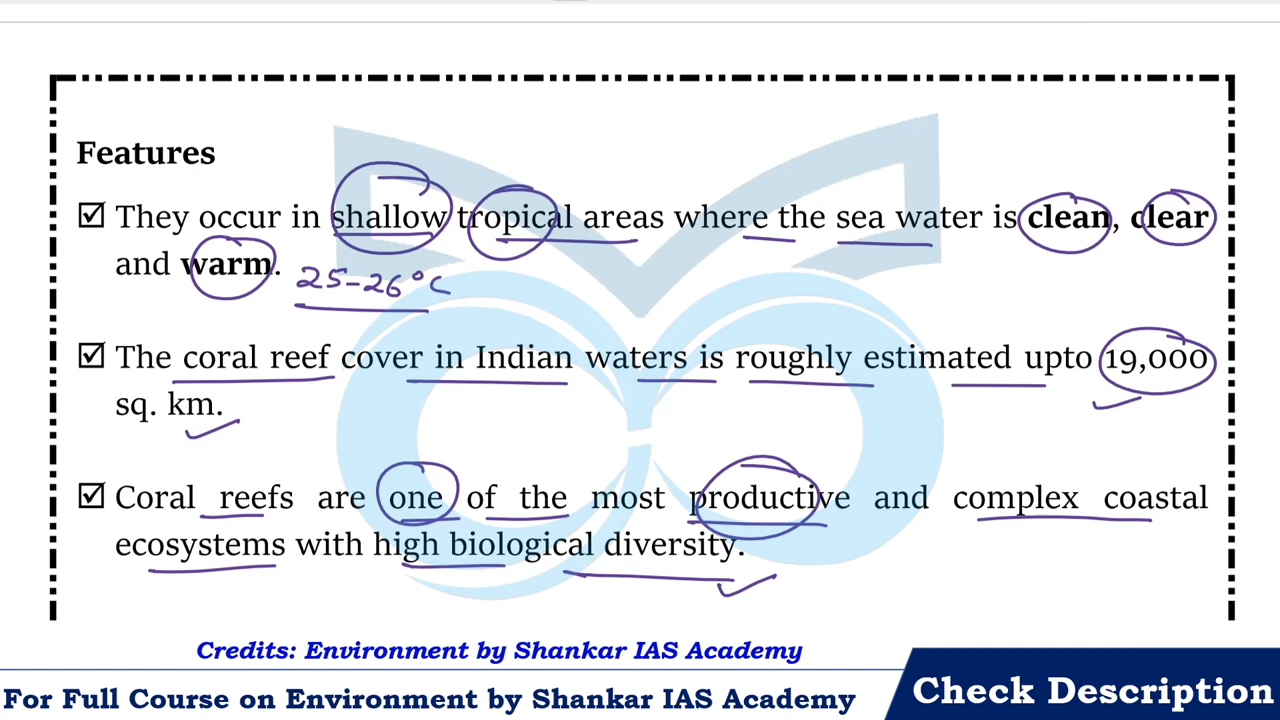 Features
☑ They occur in shallow tropical areas where the sea water is clean, clear
and warm. 25-26°C
☑ The coral reef cover in Indian waters is roughly estimated upto 19,000
sq. km.
☑ Coral reefs are one of the most productive and complex coastal
ecosystems with high biological diversity.
Credits: Environment by Shankar IAS Academy
For Full Course on Environment by Shankar IAS Academy
Check Description